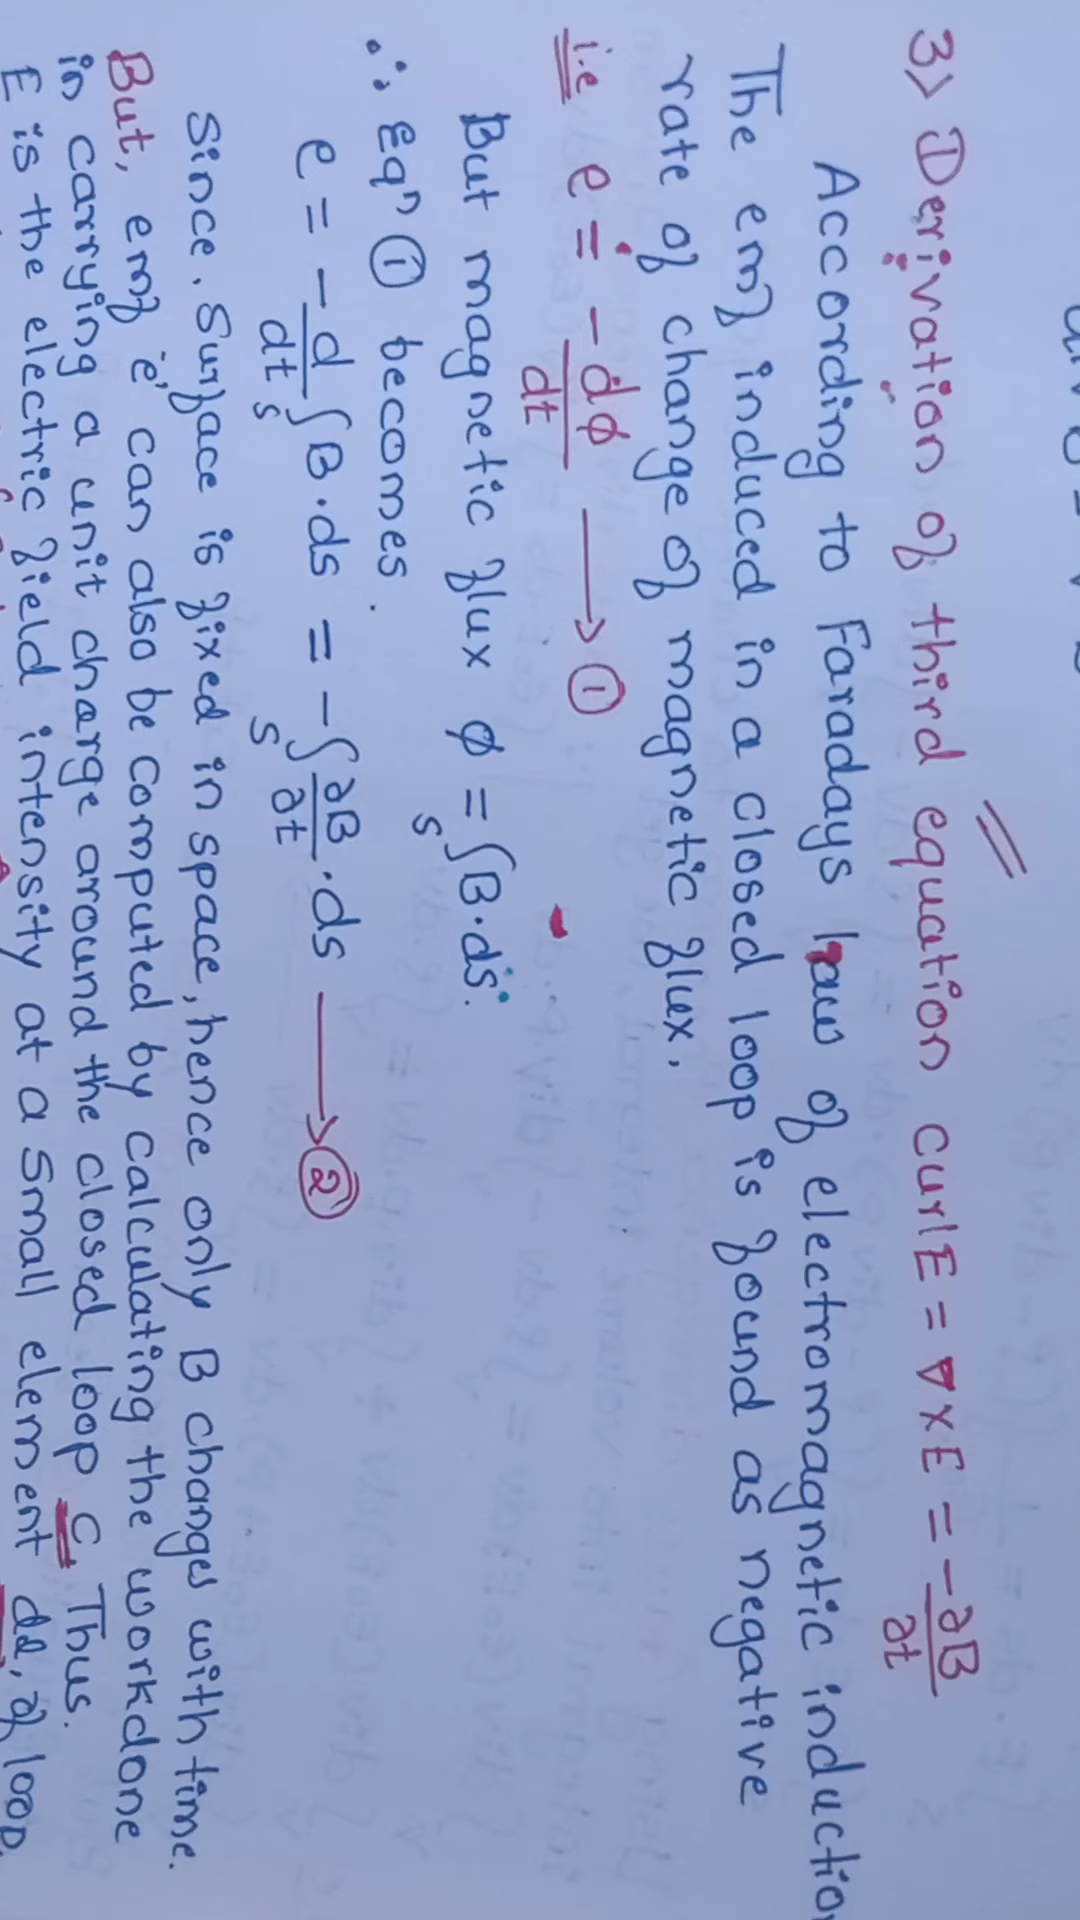 3) ① Derivation of third equation curl E = ∇ x E = -∂B/∂t
According to Faradays law of electromagnetic induction
The emf induced in a closed loop is found as negative
rate of change of magnetic flux,
i.e e = -dφ/dt → ①
But magnetic flux φ = ∫s B·ds.
∴ Eqⁿ ① becomes
e = -d/dt ∫s B·ds = -∫s ∂B/∂t · ds → ②
Since. Surface is fixed in space, hence only B changes with time.
But, emf 'e' can also be computed by calculating the workdone
in carrying a unit charge around the closed loop C. Thus.
E is the electric field intensity at a small element dl, of loop.